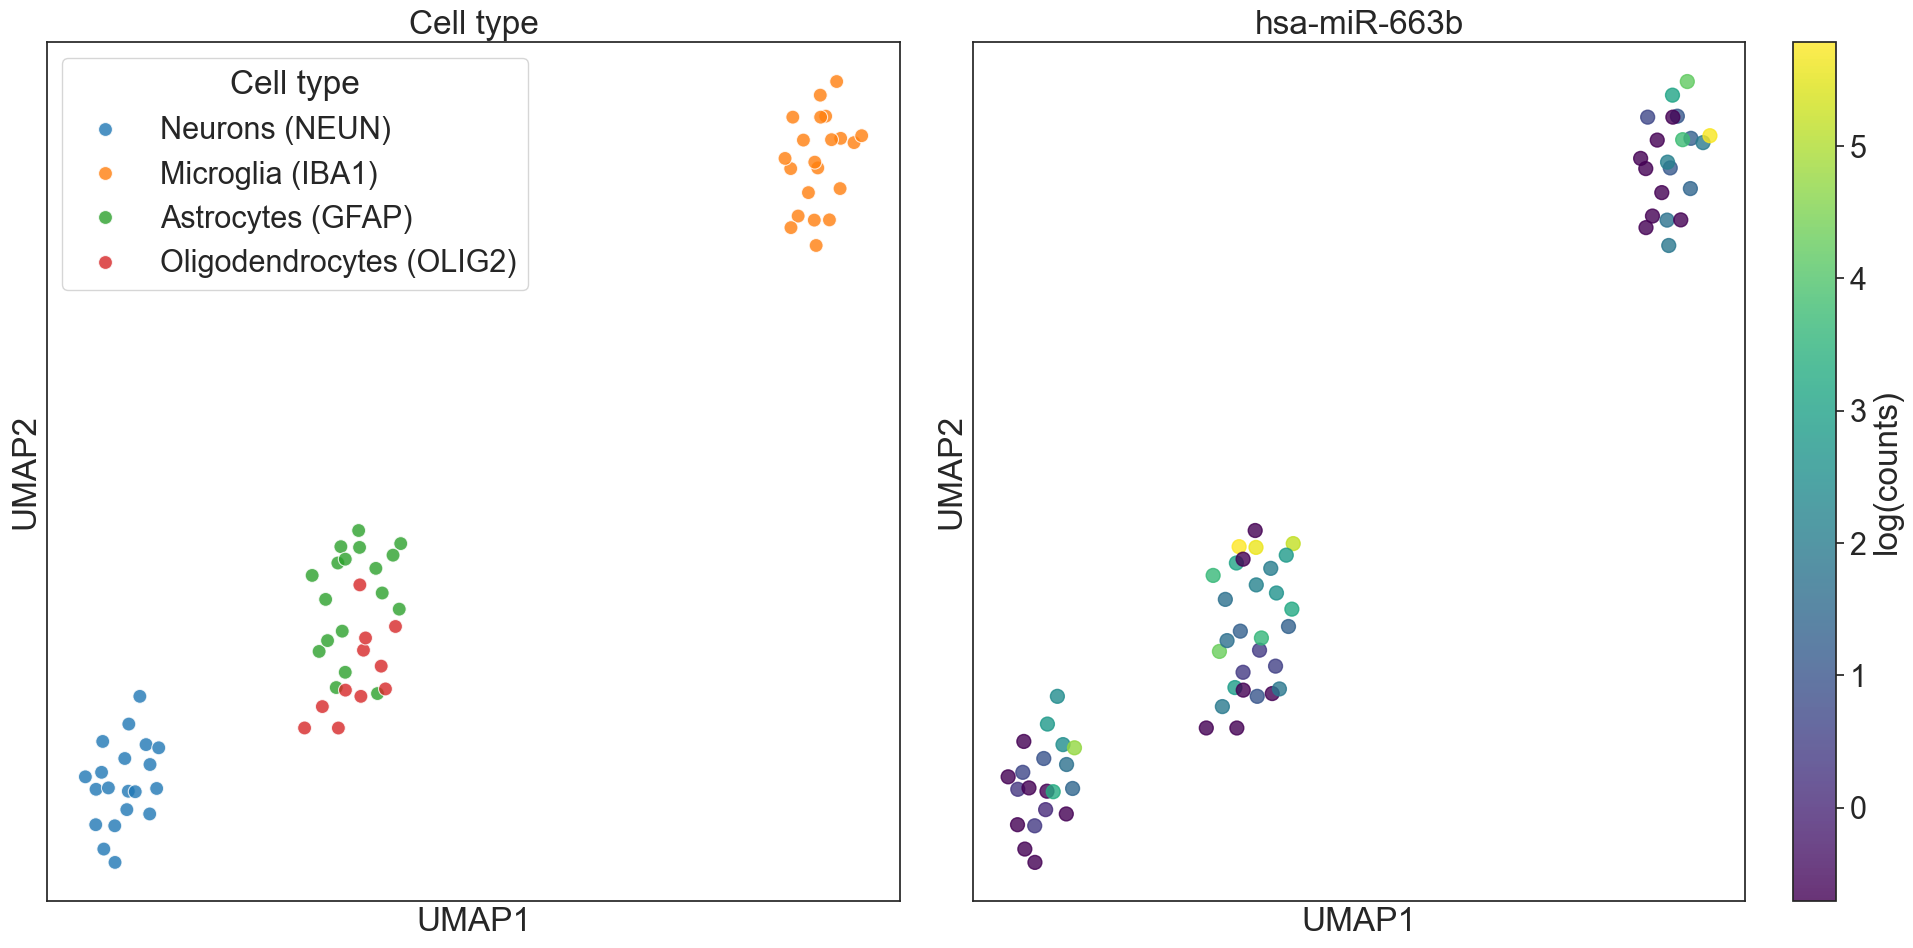 Cell type
Cell type
Neurons (NEUN)
Microglia (IBA1)
Astrocytes (GFAP)
Oligodendrocytes (OLIG2)
UMAP2
UMAP1
hsa-miR-663b
UMAP2
UMAP1
5
4
3
2
1
0
log(counts)